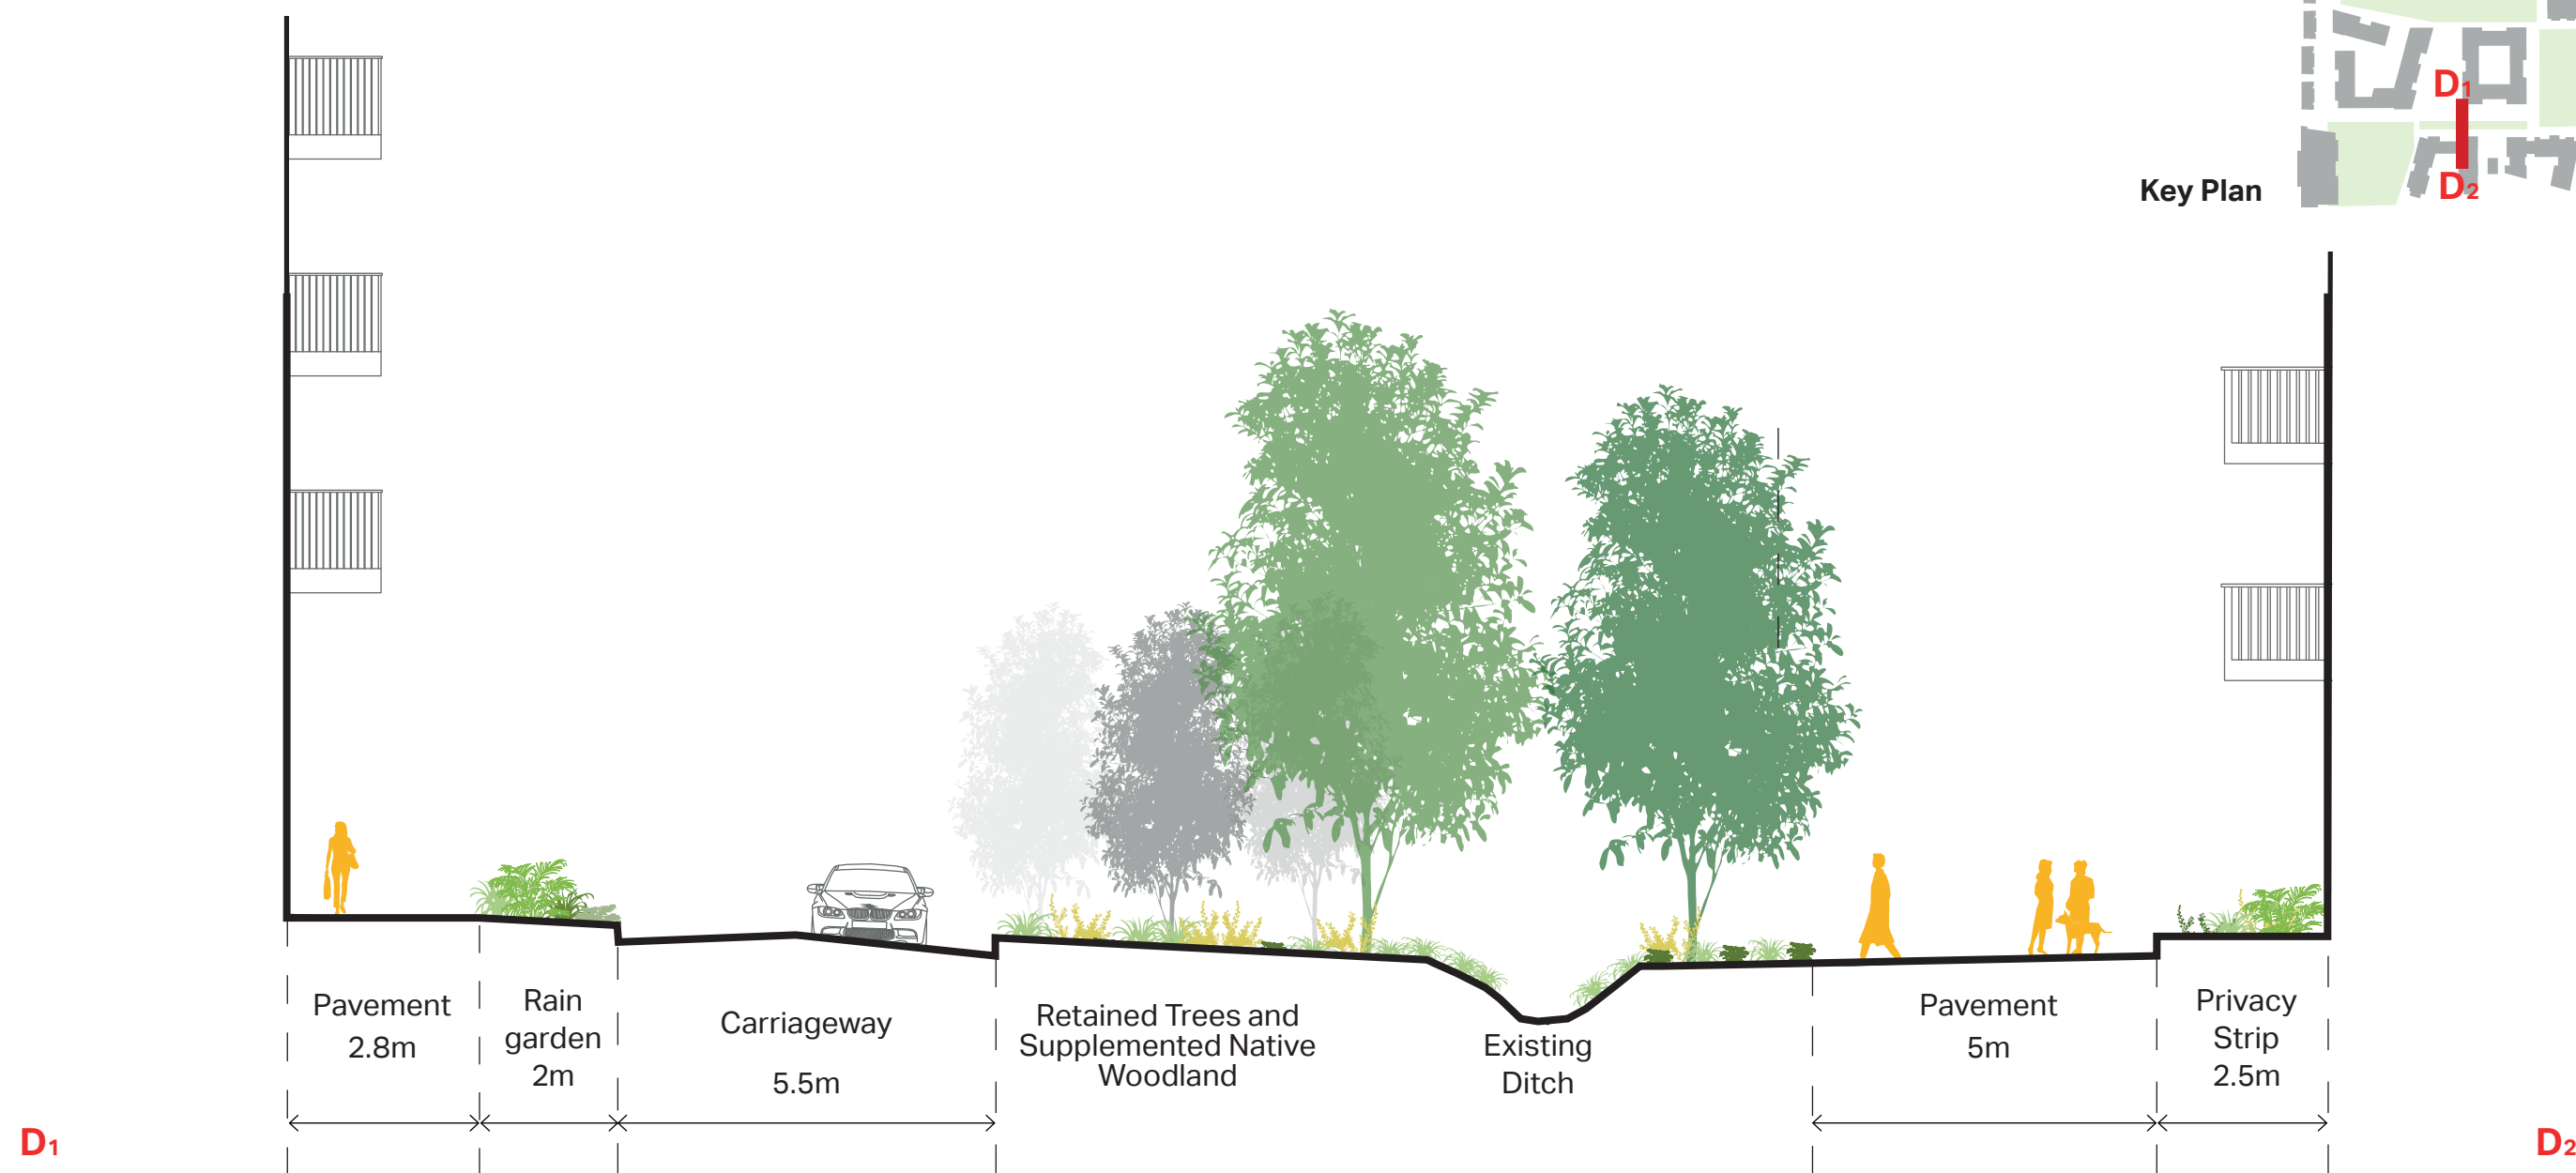 D1
Key Plan
D2
Pavement
2.8m
Rain
garden
2m
Carriageway
5.5m
Retained Trees and
Supplemented Native
Woodland
Existing
Ditch
Pavement
5m
Privacy
Strip
2.5m
D1
D2